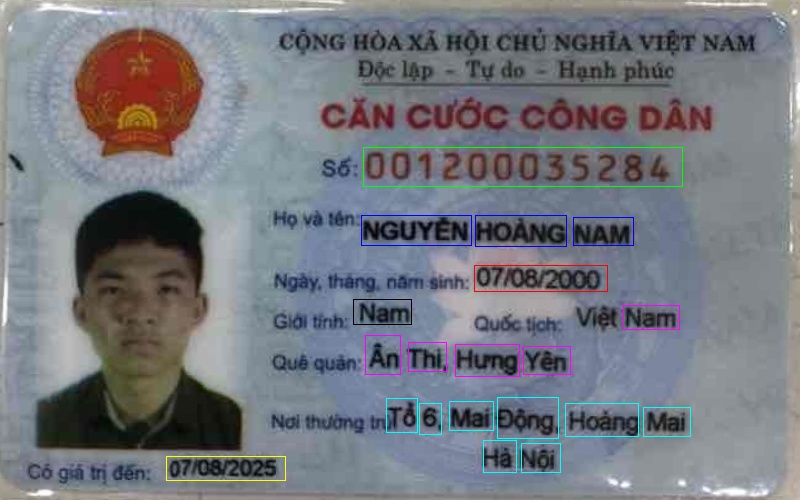 CỘNG HÒA XÃ HỘI CHỦ NGHĨA VIỆT NAM
Độc lập - Tự do - Hạnh phúc
CĂN CƯỚC CÔNG DÂN
Số: 001200035284
Họ và tên: NGUYỄN HOÀNG NAM
Ngày, tháng, năm sinh: 07/08/2000
Giới tính: Nam Quốc tịch: Việt Nam
Quê quán: Ân Thi, Hưng Yên
Nơi thường trú: Tổ 6, Mai Động, Hoàng Mai
Hà Nội
Có giá trị đến: 07/08/2025